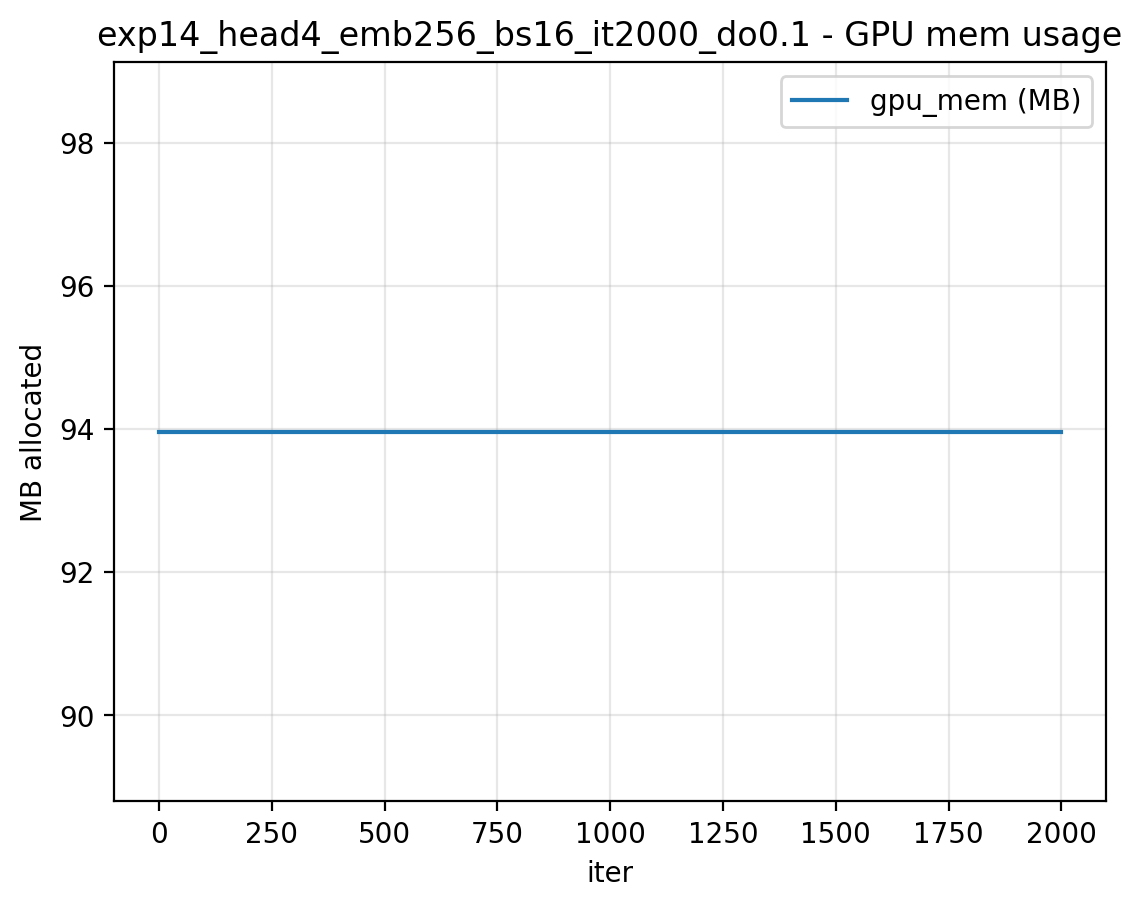 exp14_head4_emb256_bs16_it2000_do0.1 - GPU mem usage
gpu_mem (MB)
98
96
94
92
90
MB allocated
0 250 500 750 1000 1250 1500 1750 2000
iter